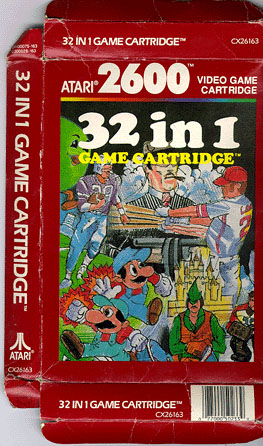 32 IN 1 GAME CARTRIDGE™
CX26163
ATARI® 2600™
VIDEO GAME
CARTRIDGE
32 in 1
GAME CARTRIDGE™
32 IN 1 GAME CARTRIDGE™
ATARI®
CX26163
32 IN 1 GAME CARTRIDGE™
CX26163